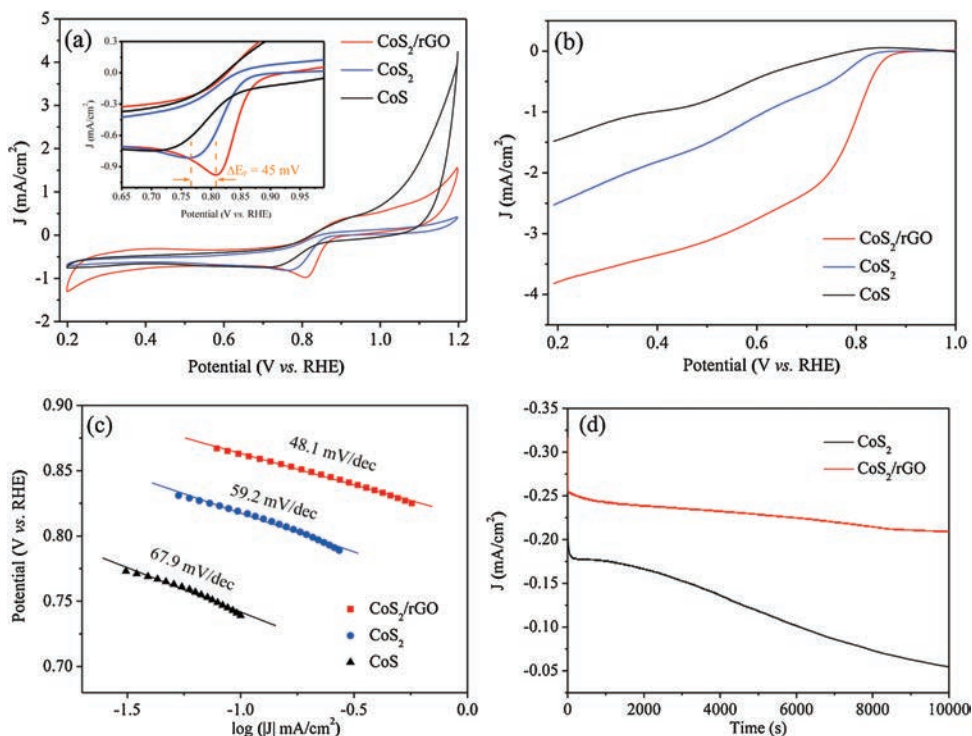 (a)
CoS₂/rGO
CoS₂
CoS
J (mA/cm²)
5
4
3
2
1
0
-1
-2
0.2 0.4 0.6 0.8 1.0 1.2
Potential (V vs. RHE)
J (mA/cm²)
0.3
0.0
-0.3
-0.6
-0.9
ΔEₚ = 45 mV
0.65 0.70 0.75 0.80 0.85 0.90 0.95
Potential (V vs. RHE)
(b)
J (mA/cm²)
0
-1
-2
-3
-4
CoS₂/rGO
CoS₂
CoS
0.2 0.4 0.6 0.8 1.0
Potential (V vs. RHE)
(c)
Potential (V vs. RHE)
0.90
0.85
0.80
0.75
0.70
48.1 mV/dec
59.2 mV/dec
67.9 mV/dec
CoS₂/rGO
CoS₂
CoS
-1.5 -1.0 -0.5 0.0
log (|J| mA/cm²)
(d)
J (mA/cm²)
-0.35
-0.30
-0.25
-0.20
-0.15
-0.10
-0.05
CoS₂
CoS₂/rGO
0 2000 4000 6000 8000 10000
Time (s)